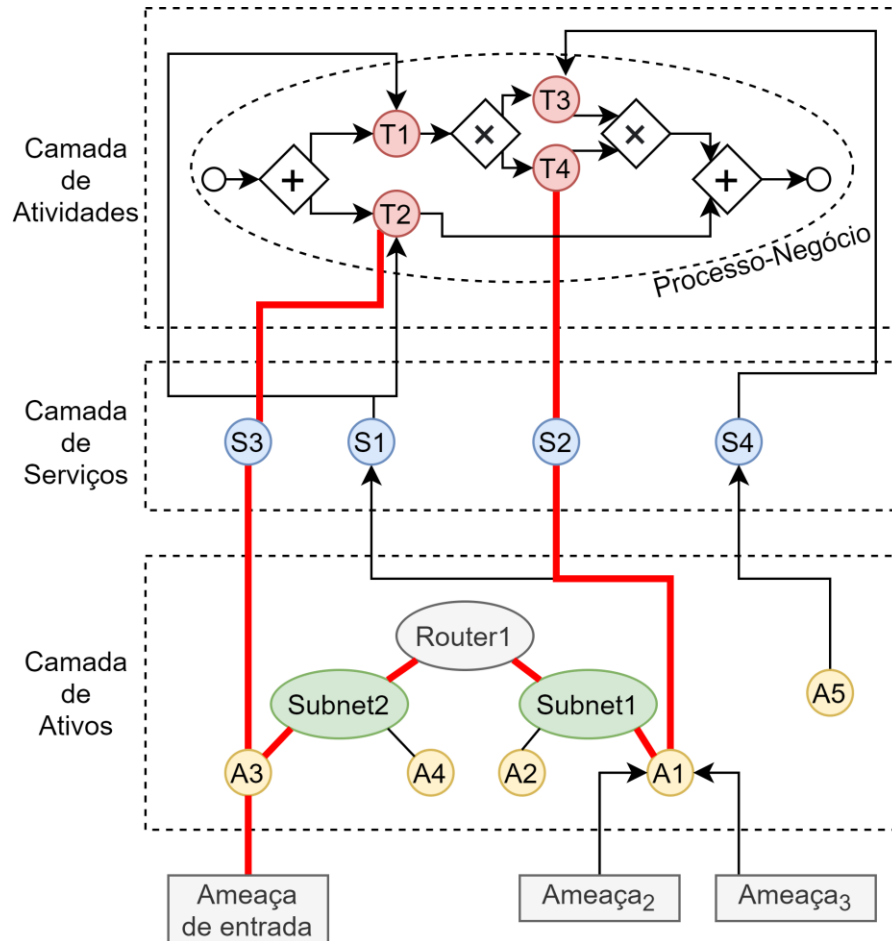 Camada
de
Atividades
T1
T2
T3
T4
+
×
×
+
Processo-Negócio
Camada
de
Serviços
S3
S1
S2
S4
Camada
de
Ativos
Router1
Subnet2
Subnet1
A5
A3
A4
A2
A1
Ameaça
de entrada
Ameaça₂
Ameaça₃